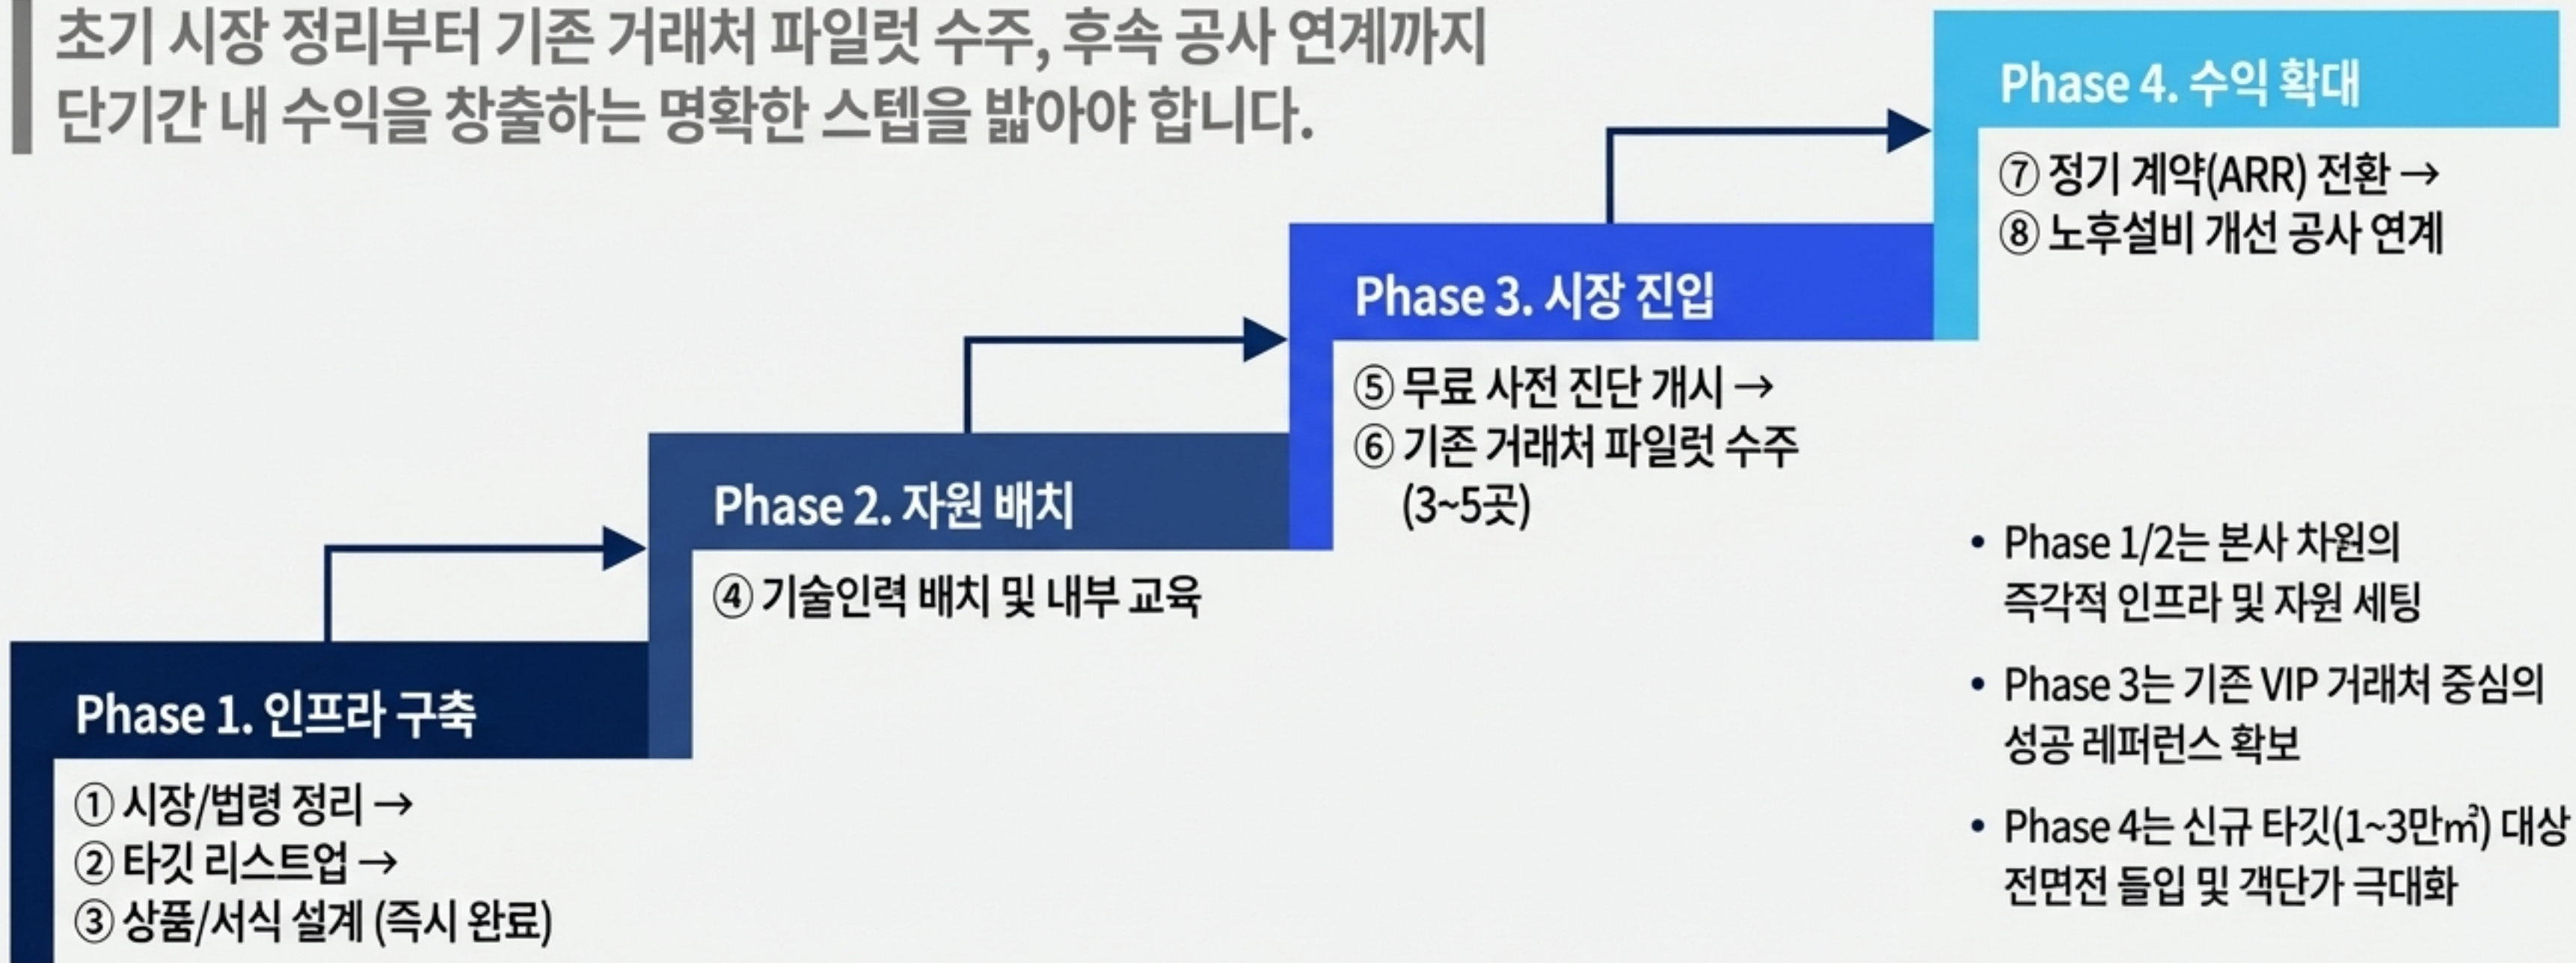 초기 시장 정리부터 기존 거래처 파일럿 수주, 후속 공사 연계까지
단기간 내 수익을 창출하는 명확한 스텝을 밟아야 합니다.
Phase 1. 인프라 구축
① 시장/법령 정리 →
② 타깃 리스트업 →
③ 상품/서식 설계 (즉시 완료)
Phase 2. 자원 배치
④ 기술인력 배치 및 내부 교육
Phase 3. 시장 진입
⑤ 무료 사전 진단 개시 →
⑥ 기존 거래처 파일럿 수주
(3~5곳)
Phase 4. 수익 확대
⑦ 정기 계약(ARR) 전환 →
⑧ 노후설비 개선 공사 연계
• Phase 1/2는 본사 차원의
즉각적 인프라 및 자원 세팅
• Phase 3는 기존 VIP 거래처 중심의
성공 레퍼런스 확보
• Phase 4는 신규 타깃(1~3만㎡) 대상
전면전 들입 및 객단가 극대화